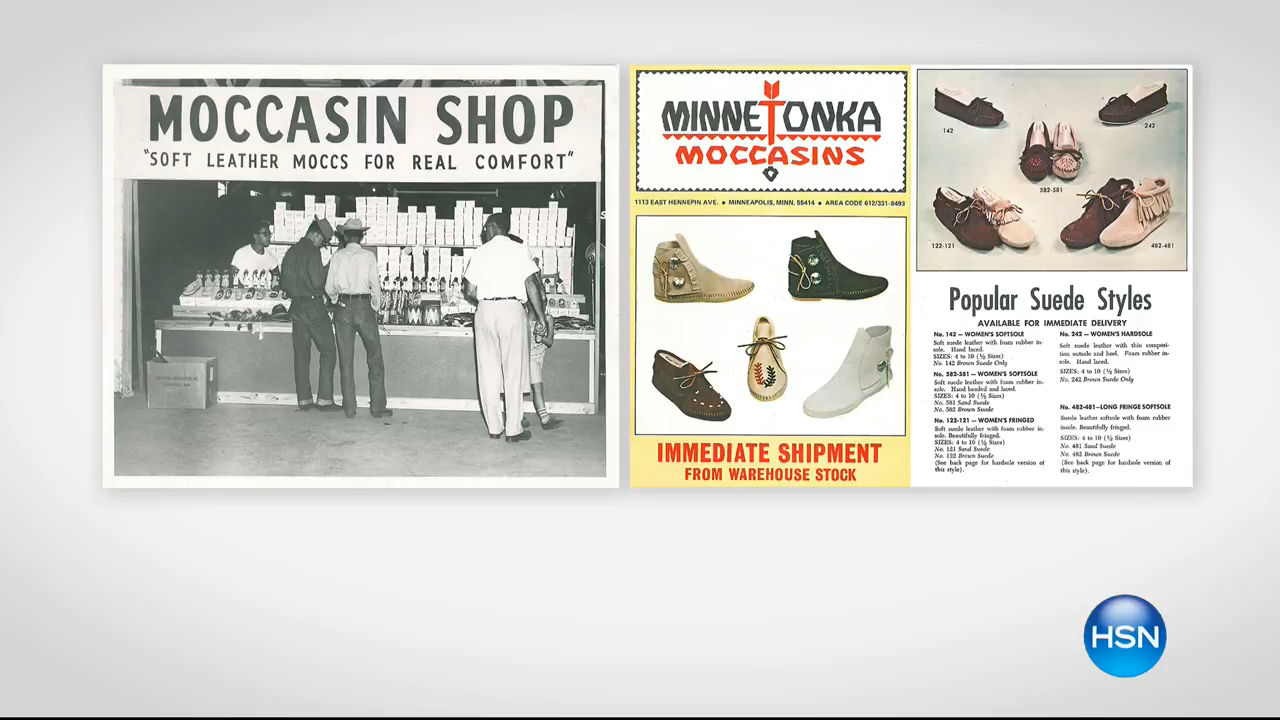 MOCCASIN SHOP
"SOFT LEATHER MOCCS FOR REAL COMFORT"
MINNETONKA
MOCCASINS
1113 EAST HENNEPIN AVE. ● MINNEAPOLIS, MINN. 55414 ● AREA CODE 612/331-8493
IMMEDIATE SHIPMENT
FROM WAREHOUSE STOCK
142
242
582-581
122-121
482-481
Popular Suede Styles
AVAILABLE FOR IMMEDIATE DELIVERY
No. 142 — WOMEN'S SOFTSOLE
Soft suede leather with foam rubber in-
sole. Hand laced.
SIZES: 4 to 10 (½ Sizes)
No. 142 Brown Suede Only
No. 582-581 — WOMEN'S SOFTSOLE
Soft suede leather with foam rubber in-
sole. Hand beaded and laced.
SIZES: 4 to 10 (½ Sizes)
No. 581 Sand Suede
No. 582 Brown Suede
No. 122-121 — WOMEN'S FRINGED
Soft suede leather with foam rubber in-
sole. Beautifully fringed.
SIZES: 4 to 10 (½ Sizes)
No. 121 Sand Suede
No. 122 Brown Suede
(See back page for hardsole version of
this style).
No. 242 — WOMEN'S HARDSOLE
Soft suede leather with thin composi-
tion outsole and heel. Foam rubber in-
sole. Hand laced.
SIZES: 4 to 10 (½ Sizes)
No. 242 Brown Suede Only
No. 482-481—LONG FRINGE SOFTSOLE
Suede leather softsole with foam rubber
insole. Beautifully fringed.
SIZES: 4 to 10 (½ Sizes)
No. 481 Sand Suede
No. 482 Brown Suede
(See back page for hardsole version of
this style).
HSN